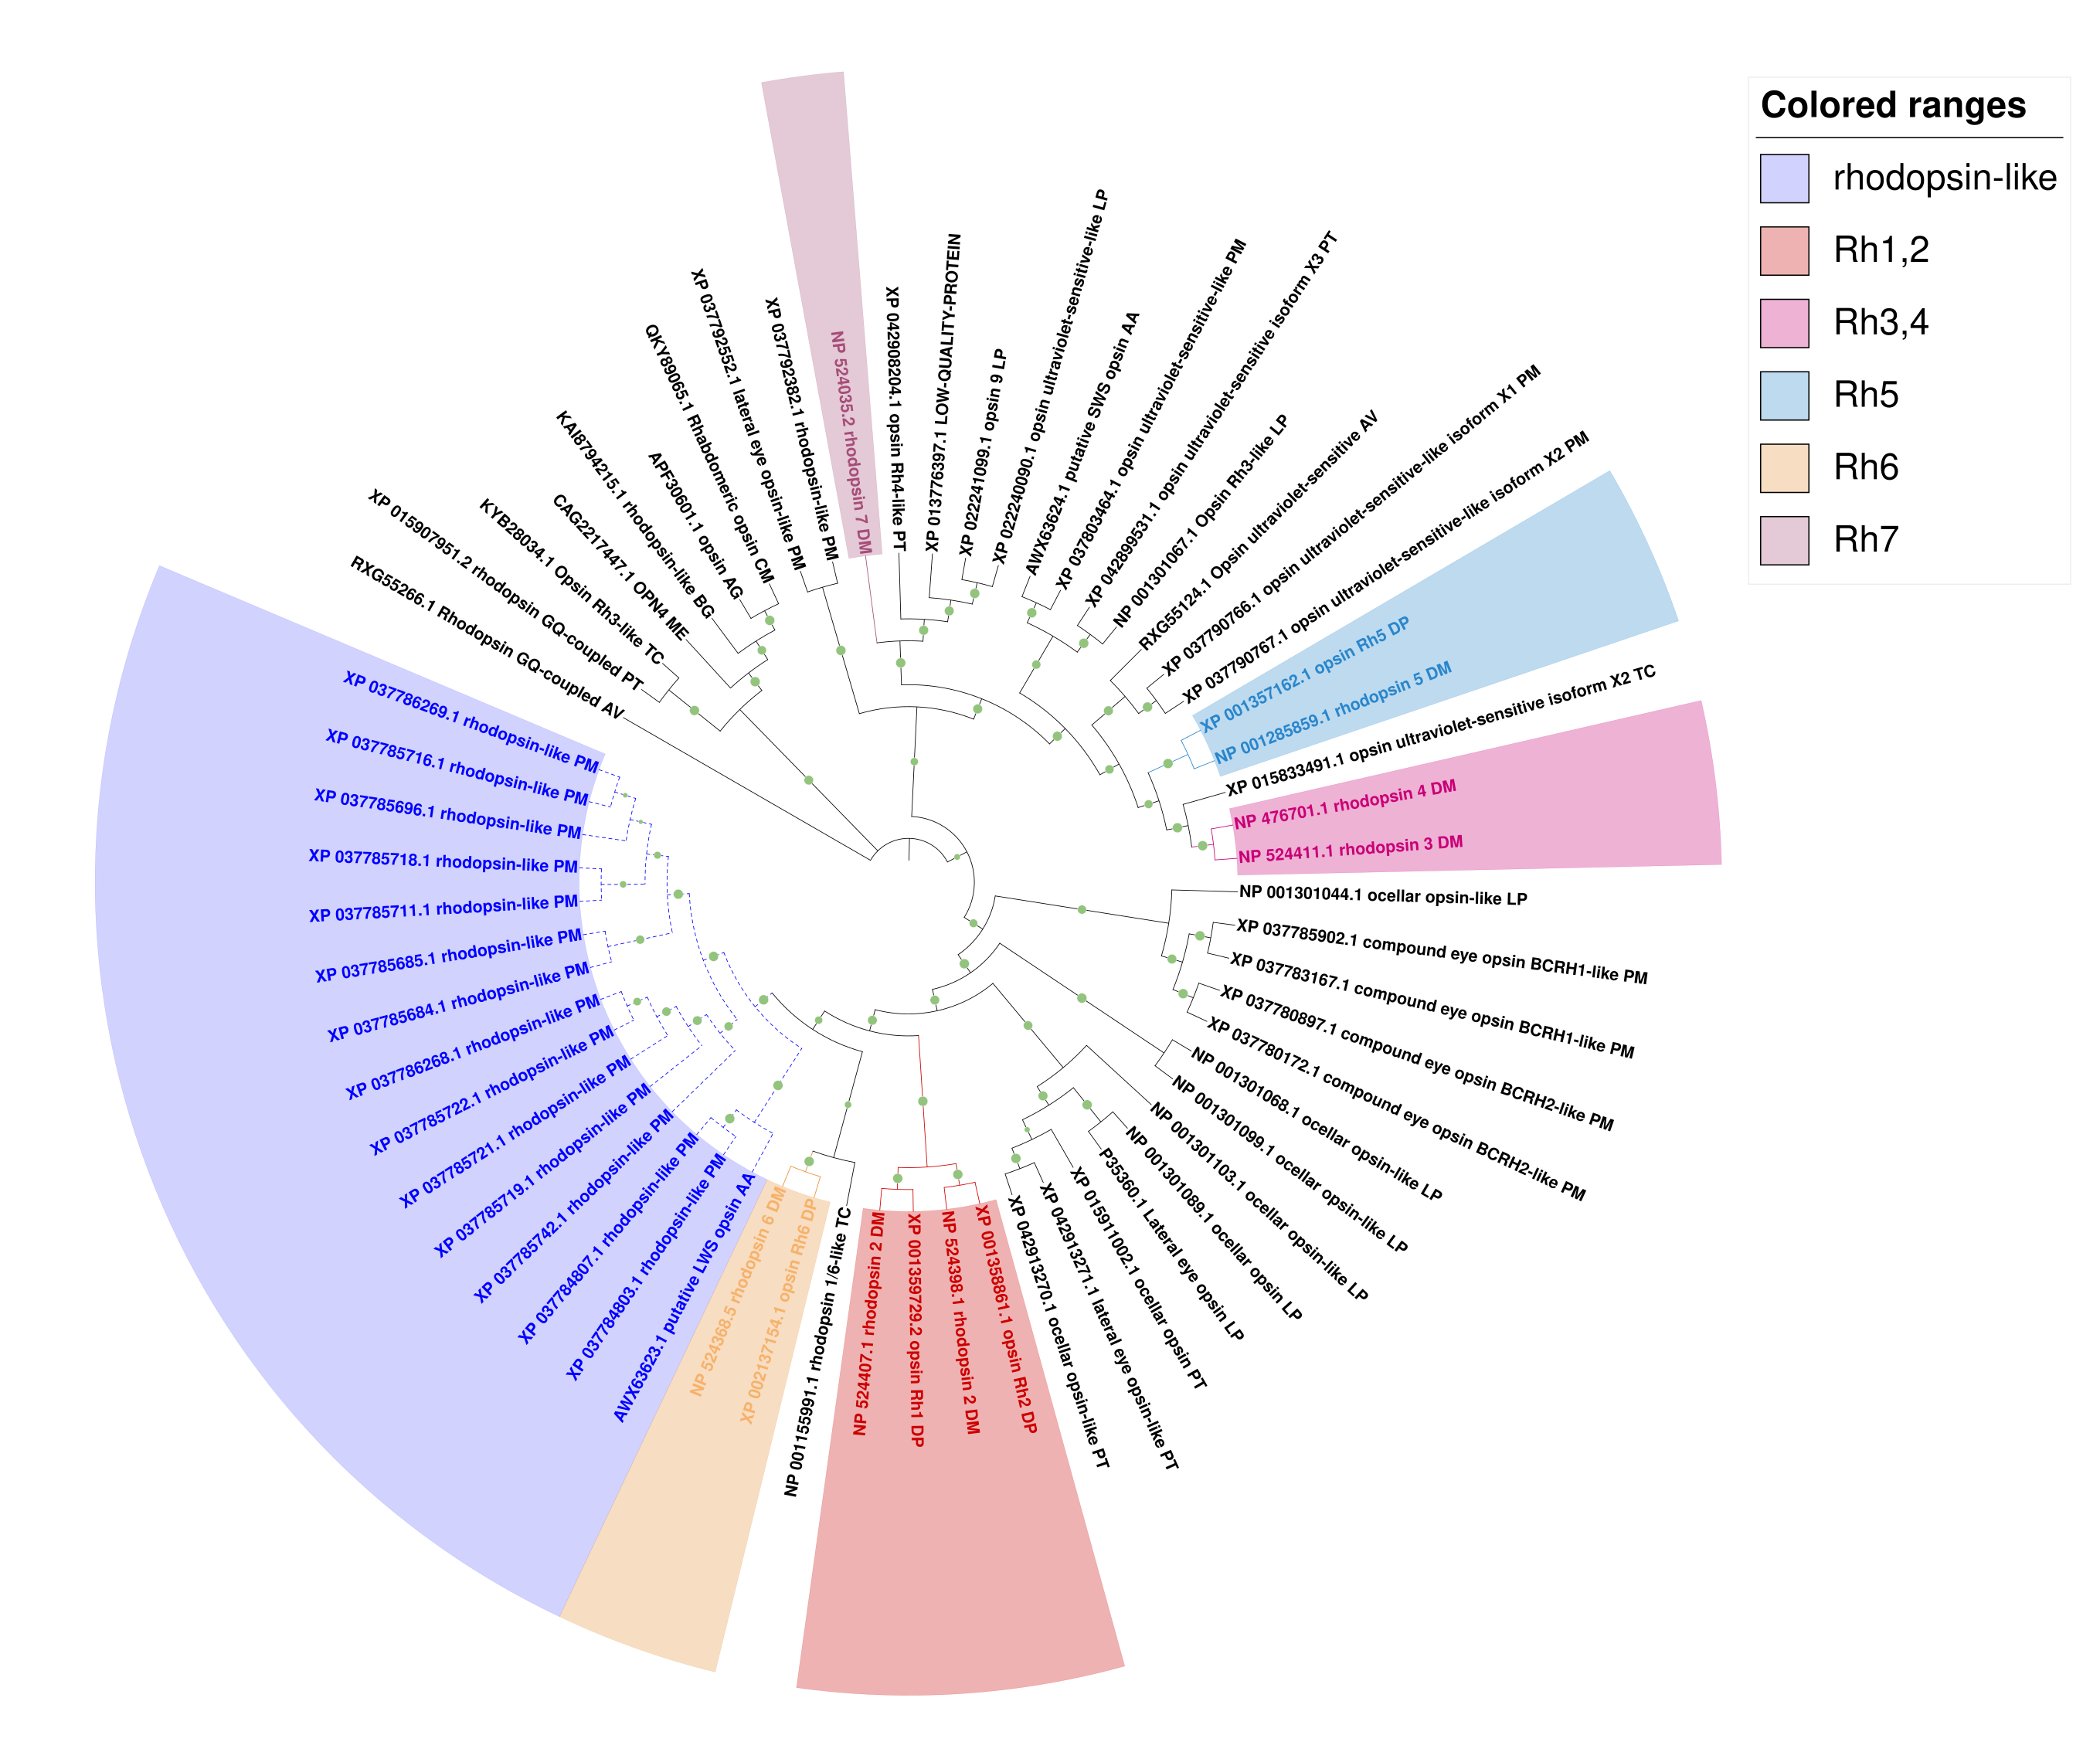 Colored ranges
rhodopsin-like
Rh1,2
Rh3,4
Rh5
Rh6
Rh7
NP 524035.2 rhodopsin 7 DM
XP 042908204.1 opsin Rh4-like PT
XP 013776397.1 LOW-QUALITY-PROTEIN
XP 022241099.1 opsin 9 LP
XP 022240090.1 opsin ultraviolet-sensitive-like LP
AWX63624.1 putative SWS opsin AA
XP 037803464.1 opsin ultraviolet-sensitive-like PM
XP 042899531.1 opsin ultraviolet-sensitive isoform X3 PT
NP 001301067.1 Opsin Rh3-like LP
RXG55124.1 Opsin ultraviolet-sensitive AV
XP 037790766.1 opsin ultraviolet-sensitive-like isoform X1 PM
XP 037790767.1 opsin ultraviolet-sensitive-like isoform X2 PM
XP 001357162.1 opsin Rh5 DP
NP 001285859.1 rhodopsin 5 DM
XP 015833491.1 opsin ultraviolet-sensitive isoform X2 TC
NP 476701.1 rhodopsin 4 DM
NP 524411.1 rhodopsin 3 DM
NP 001301044.1 ocellar opsin-like LP
XP 037785902.1 compound eye opsin BCRH1-like PM
XP 037783167.1 compound eye opsin BCRH1-like PM
XP 037780897.1 compound eye opsin BCRH2-like PM
XP 037780172.1 compound eye opsin BCRH2-like PM
NP 001301068.1 ocellar opsin-like LP
NP 001301099.1 ocellar opsin-like LP
NP 001301103.1 ocellar opsin-like LP
NP 001301089.1 ocellar opsin LP
P35360.1 Lateral eye opsin LP
XP 015911002.1 ocellar opsin PT
XP 042913271.1 lateral eye opsin-like PT
XP 042913270.1 ocellar opsin-like PT
XP 001358861.1 opsin Rh2 DP
NP 524398.1 rhodopsin 2 DM
XP 001359729.2 opsin Rh1 DP
NP 524407.1 rhodopsin 2 DM
NP 001155991.1 rhodopsin 1/6-like TC
XP 002137154.1 opsin Rh6 DP
NP 524368.5 rhodopsin 6 DM
AWX63623.1 putative LWS opsin AA
XP 037784803.1 rhodopsin-like PM
XP 037784807.1 rhodopsin-like PM
XP 037785742.1 rhodopsin-like PM
XP 037785719.1 rhodopsin-like PM
XP 037785721.1 rhodopsin-like PM
XP 037785722.1 rhodopsin-like PM
XP 037786268.1 rhodopsin-like PM
XP 037785684.1 rhodopsin-like PM
XP 037785685.1 rhodopsin-like PM
XP 037785711.1 rhodopsin-like PM
XP 037785718.1 rhodopsin-like PM
XP 037785696.1 rhodopsin-like PM
XP 037785716.1 rhodopsin-like PM
XP 037786269.1 rhodopsin-like PM
RXG55266.1 Rhodopsin GQ-coupled AV
XP 015907951.2 rhodopsin GQ-coupled PT
KYB28034.1 Opsin Rh3-like TC
CAG2217447.1 OPN4 ME
KAI8794215.1 rhodopsin-like BG
APF30601.1 opsin AG
QKY89065.1 Rhabdomeric opsin CM
XP 037792552.1 lateral eye opsin-like PM
XP 037792382.1 rhodopsin-like PM